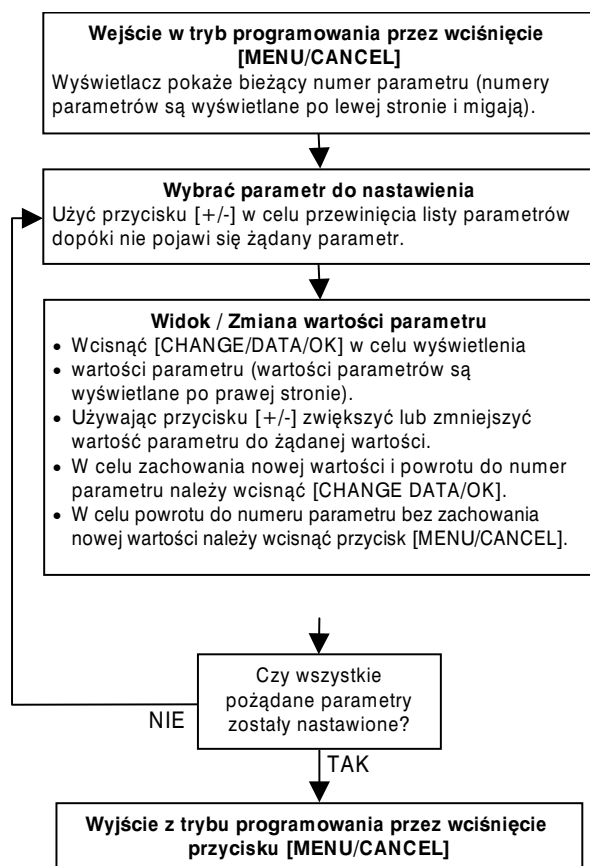 Wejście w tryb programowania przez wciśnięcie
[MENU/CANCEL]
Wyświetlacz pokaże bieżący numer parametru (numery
parametrów są wyświetlane po lewej stronie i migają).
Wybrać parametr do nastawienia
Użyć przycisku [+/-] w celu przewinięcia listy parametrów
dopóki nie pojawi się żądany parametr.
Widok / Zmiana wartości parametru
• Wcisnąć [CHANGE/DATA/OK] w celu wyświetlenia
• wartości parametru (wartości parametrów są
wyświetlane po prawej stronie).
• Używając przycisku [+/-] zwiększyć lub zmniejszyć
wartość parametru do żądanej wartości.
• W celu zachowania nowej wartości i powrotu do numer
parametru należy wcisnąć [CHANGE DATA/OK].
• W celu powrotu do numeru parametru bez zachowania
nowej wartości należy wcisnąć przycisk [MENU/CANCEL].
Czy wszystkie
pożądane parametry
zostały nastawione?
NIE
TAK
Wyjście z trybu programowania przez wciśnięcie
przycisku [MENU/CANCEL]